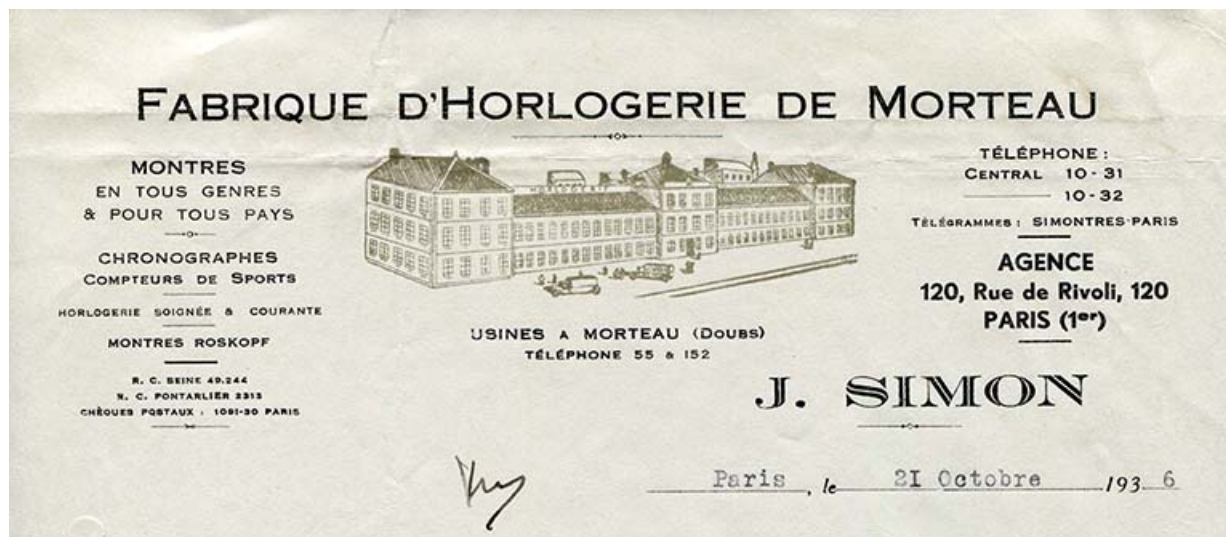 FABRIQUE D'HORLOGERIE DE MORTEAU
MONTRES
EN TOUS GENRES
& POUR TOUS PAYS
CHRONOGRAPHES
COMPTEURS DE SPORTS
HORLOGERIE SOIGNÉE & COURANTE
MONTRES ROSKOPF
R. C. SEINE 49.244
R. C. PONTARLIER 2313
CHÈQUES POSTAUX : 1091-30 PARIS
HORLOGERIE
USINES A MORTEAU (DOUBS)
TÉLÉPHONE 55 & 152
TÉLÉPHONE :
CENTRAL 10-31
10-32
TÉLÉGRAMMES : SIMONTRES-PARIS
AGENCE
120, Rue de Rivoli, 120
PARIS (1er)
J. SIMON
Paris, le 21 Octobre 1936